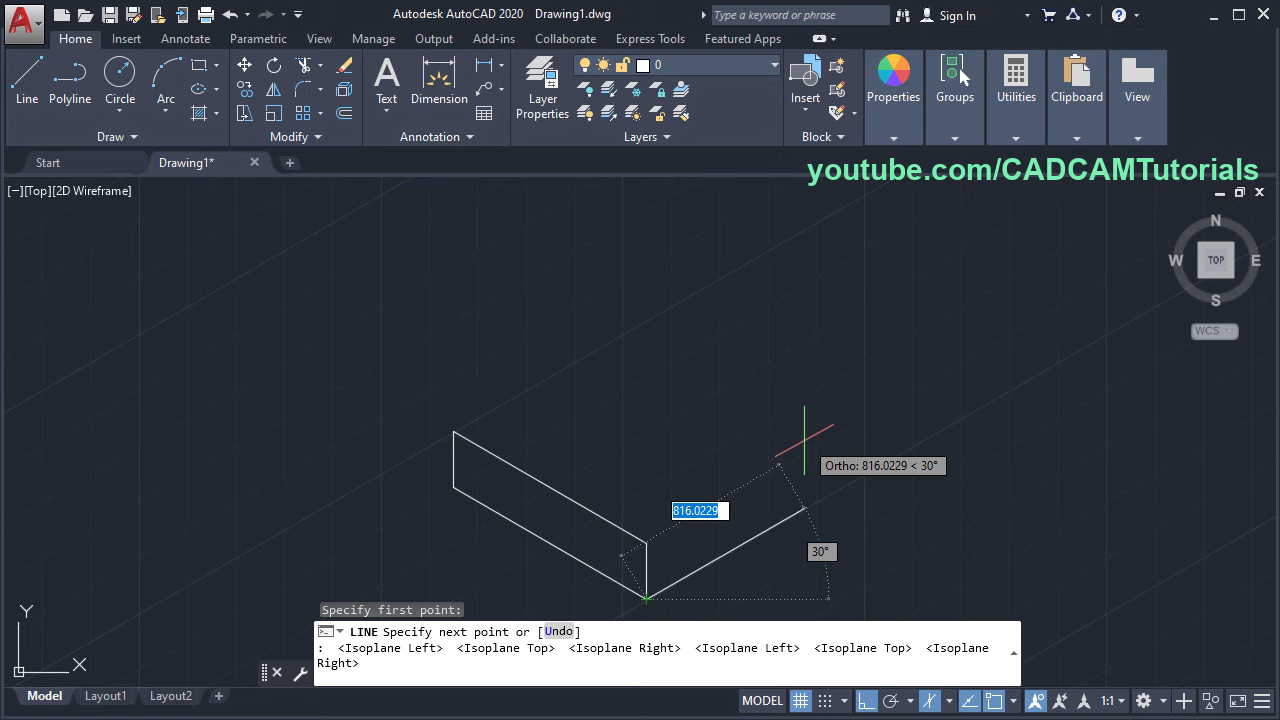 Autodesk AutoCAD 2020 Drawing1.dwg
Type a keyword or phrase
Sign In
Home Insert Annotate Parametric View Manage Output Add-ins Collaborate Express Tools Featured Apps
Line Polyline Circle Arc
Text Dimension
Layer Properties
0
Insert
Properties Groups Utilities Clipboard View
Draw Modify Annotation Layers Block
Start Drawing1*
youtube.com/CADCAMTutorials
[−][Top][2D Wireframe]
N
W TOP E
S
WCS
Ortho: 816.0229 < 30°
816.0229
30°
Specify first point:
LINE Specify next point or [Undo]
: <Isoplane Left> <Isoplane Top> <Isoplane Right> <Isoplane Left> <Isoplane Top> <Isoplane
Right>
Y
X
Model Layout1 Layout2
MODEL
1:1